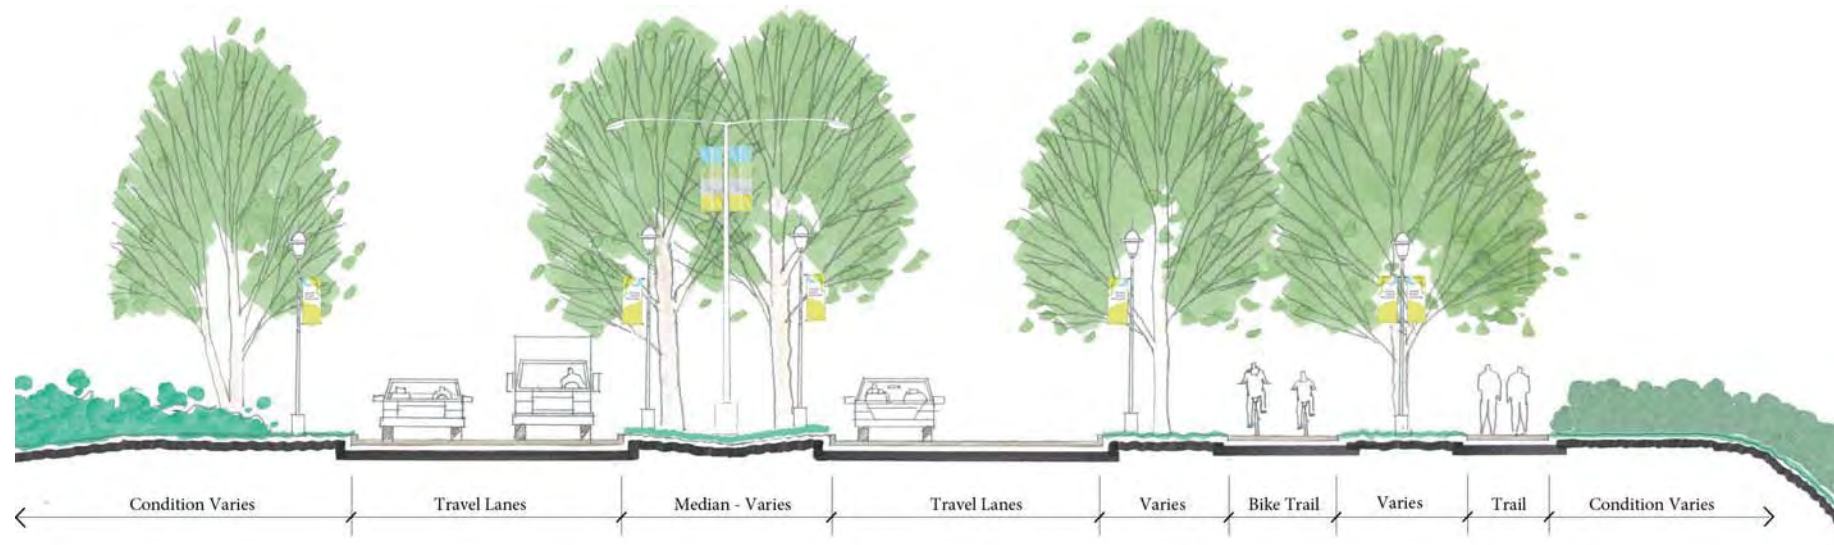 Condition Varies
Travel Lanes
Median - Varies
Travel Lanes
Varies
Bike Trail
Varies
Trail
Condition Varies